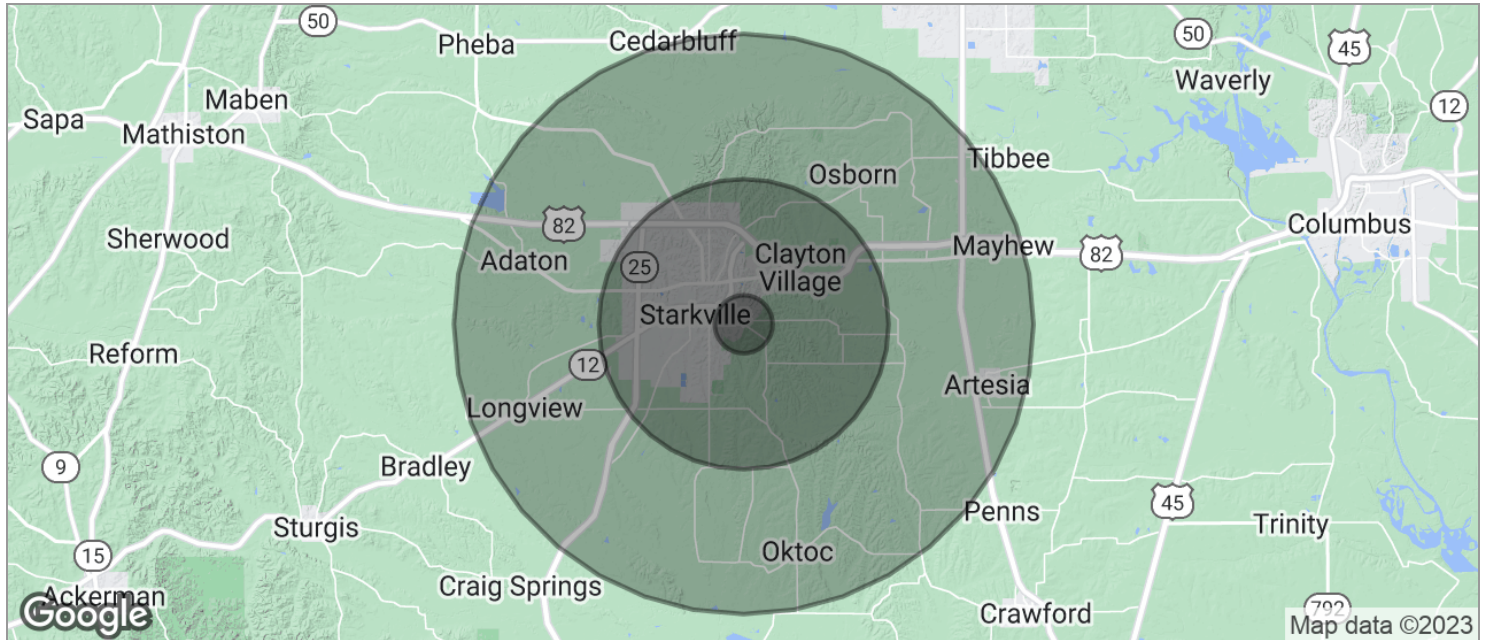 50
Pheba
Cedarbluff
50
45
Waverly
Sapa
Maben
12
Mathiston
Tibbee
Osborn
82
Sherwood
Columbus
Adaton
25
Clayton
Village
Mayhew
82
Starkville
Reform
12
Artesia
Longview
9
Bradley
45
Penns
Sturgis
Trinity
15
Oktoc
Craig Springs
Ackerman
Crawford
792
Google
Map data ©2023